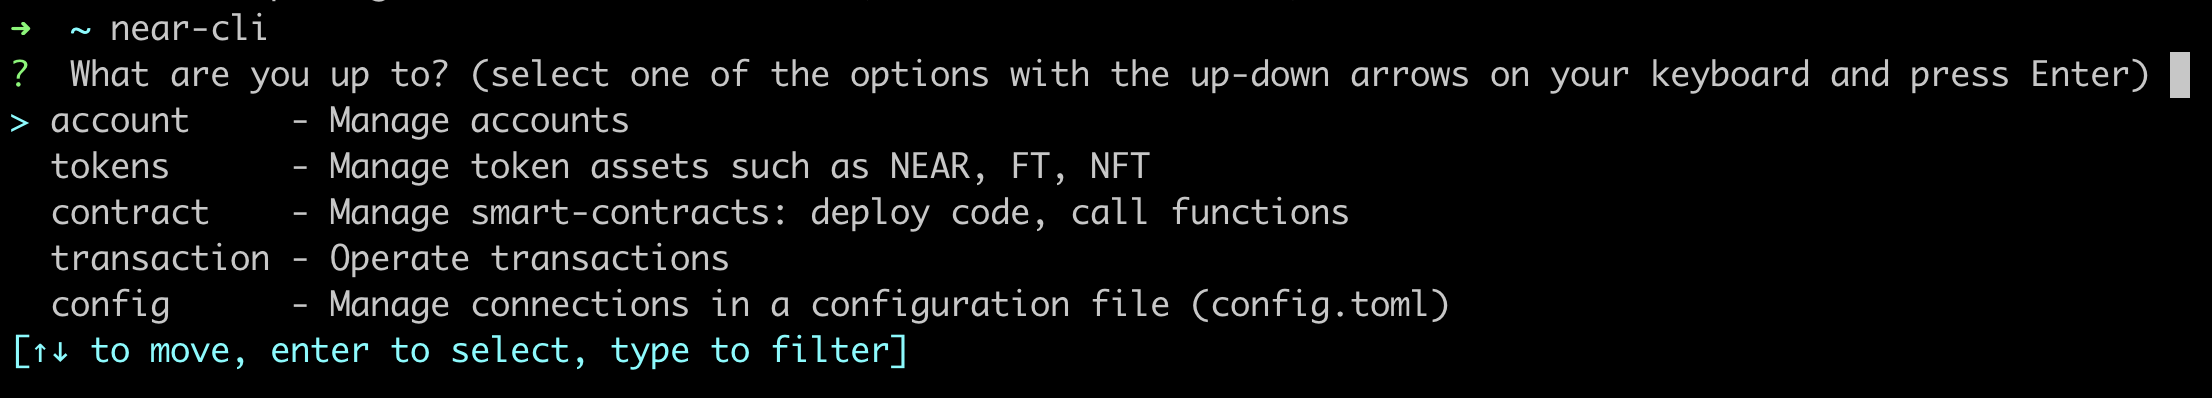 ➜  ~ near-cli
?  What are you up to? (select one of the options with the up-down arrows on your keyboard and press Enter)
> account     - Manage accounts
  tokens      - Manage token assets such as NEAR, FT, NFT
  contract    - Manage smart-contracts: deploy code, call functions
  transaction - Operate transactions
  config      - Manage connections in a configuration file (config.toml)
[↑↓ to move, enter to select, type to filter]